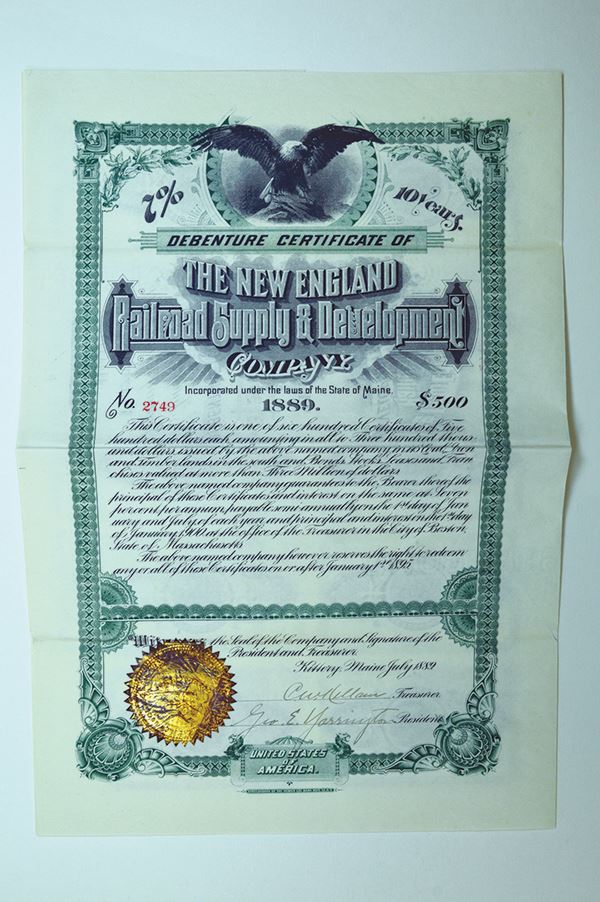 7% 10 Years.
DEBENTURE CERTIFICATE OF
THE NEW ENGLAND
Railroad Supply & Development
COMPANY
Incorporated under the laws of the State of Maine.
No. 2749 1889. $500
This Certificate is one of six hundred Certificates of Five
hundred dollars each, amounting in all to Three hundred thous-
and dollars issued by the above named company on its Coal, Iron
and Timber lands in the south and Bonds, Stocks, Leases and Fran-
chises valued at more than Three Million of dollars.
The above named company guarantees to the Bearer thereof the
principal of these Certificates and interest on the same at Seven
per cent per annum, payable semi annually on the 1st day of Jan-
uary and July of each year and principal and interest on the 1st day
of January 1900, at the office of the Treasurer in the City of Boston,
State of Massachusetts.
The above named company however reserves the right to redeem
any or all of these Certificates on or after January 1st 1895
Witness the Seal of the Company and Signature of the
President and Treasurer.
Kittery, Maine July 1889
Treasurer
Geo. E. Yarrington President
UNITED STATES
OF
AMERICA.